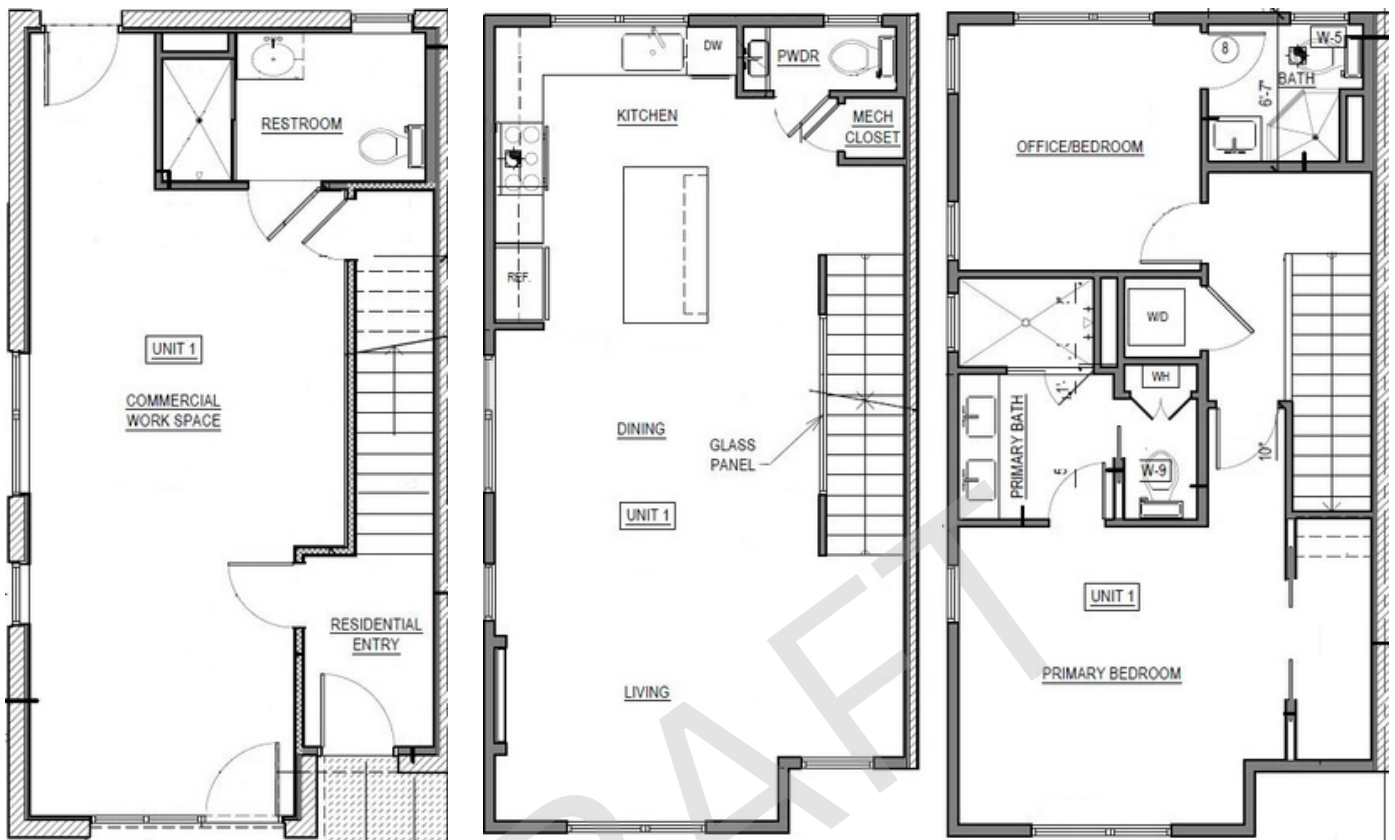 RESTROOM
UNIT 1
COMMERCIAL
WORK SPACE
RESIDENTIAL
ENTRY
DW
PWDR
KITCHEN
MECH
CLOSET
REF.
DINING
GLASS
PANEL
UNIT 1
LIVING
8
W-5
BATH
6'-7"
OFFICE/BEDROOM
W/D
WH
PRIMARY BATH
W-9
10"
UNIT 1
PRIMARY BEDROOM
DRAFT